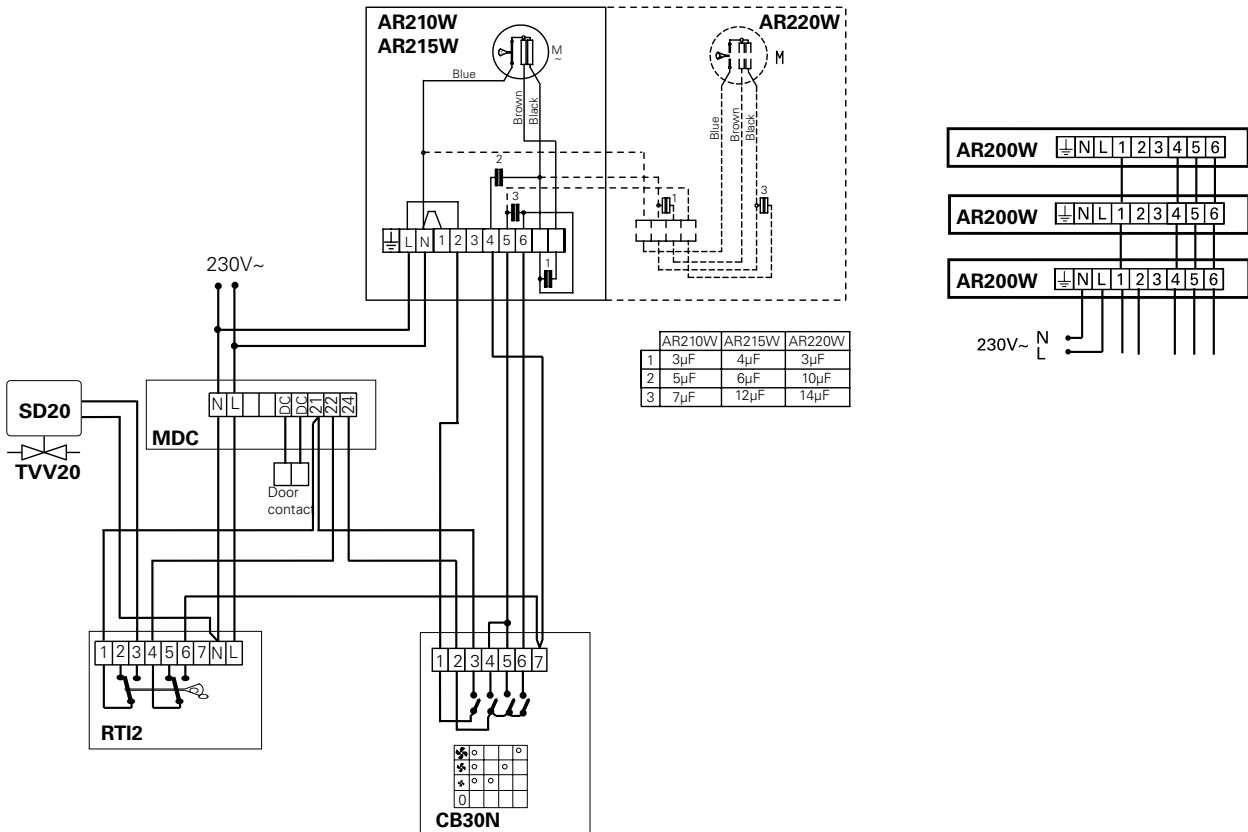 AR210W
AR215W
M
~
Blue
Brown
Black
AR220W
M
Blue
Brown
Black
2
3
1
1
3
L N 1 2 3 4 5 6
230V~
AR210W AR215W AR220W
1 3µF 4µF 3µF
2 5µF 6µF 10µF
3 7µF 12µF 14µF
AR200W N L 1 2 3 4 5 6
AR200W N L 1 2 3 4 5 6
AR200W N L 1 2 3 4 5 6
230V~ N
L
SD20
TVV20
N L DC DC 21 22 24
MDC
Door
contact
1 2 3 4 5 6 7 N L
RTI2
1 2 3 4 5 6 7
0
CB30N